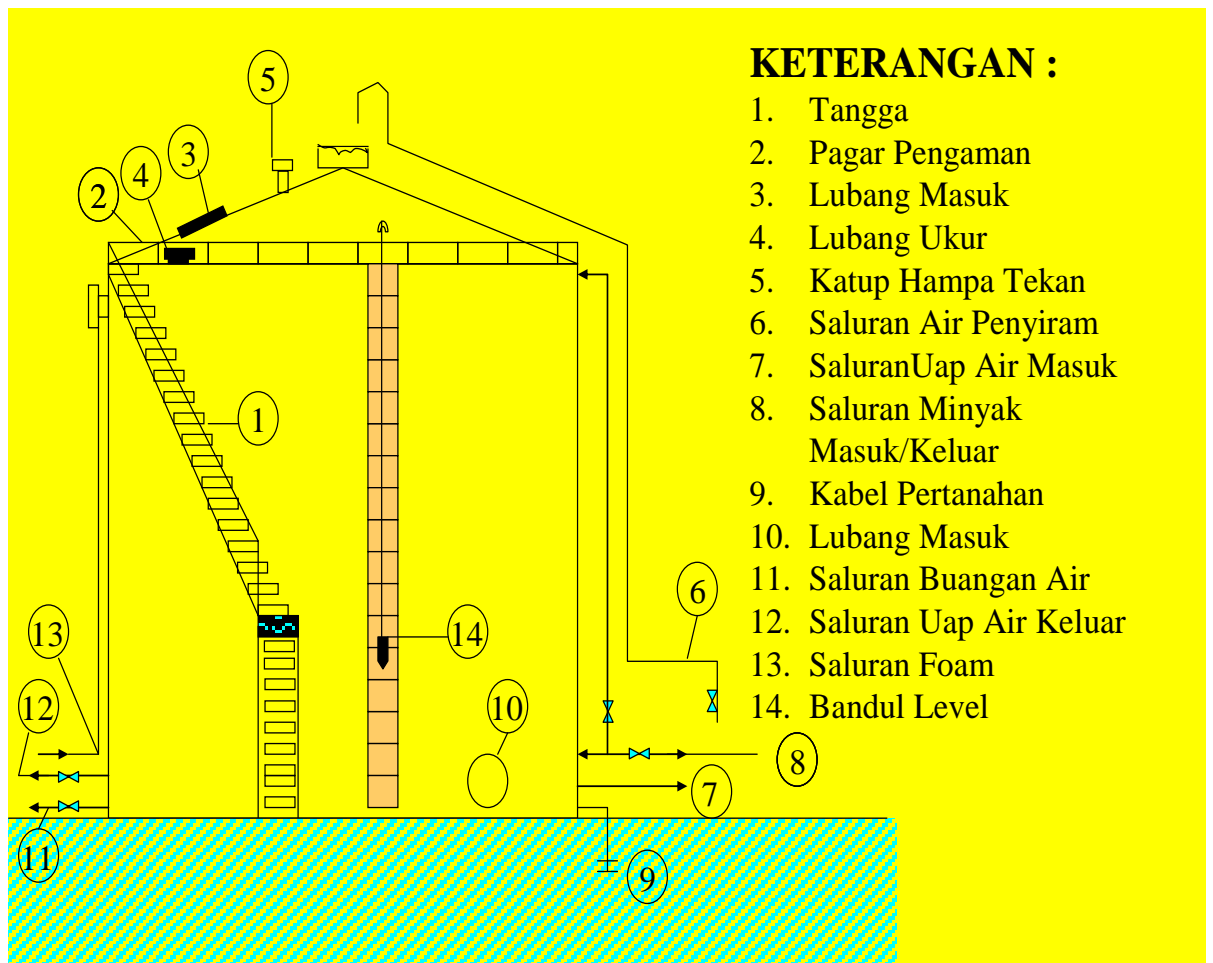 KETERANGAN :
1. Tangga
2. Pagar Pengaman
3. Lubang Masuk
4. Lubang Ukur
5. Katup Hampa Tekan
6. Saluran Air Penyiram
7. SaluranUap Air Masuk
8. Saluran Minyak
Masuk/Keluar
9. Kabel Pertanahan
10. Lubang Masuk
11. Saluran Buangan Air
12. Saluran Uap Air Keluar
13. Saluran Foam
14. Bandul Level
5
3
4
2
1
6
13
14
12
10
8
7
11
9